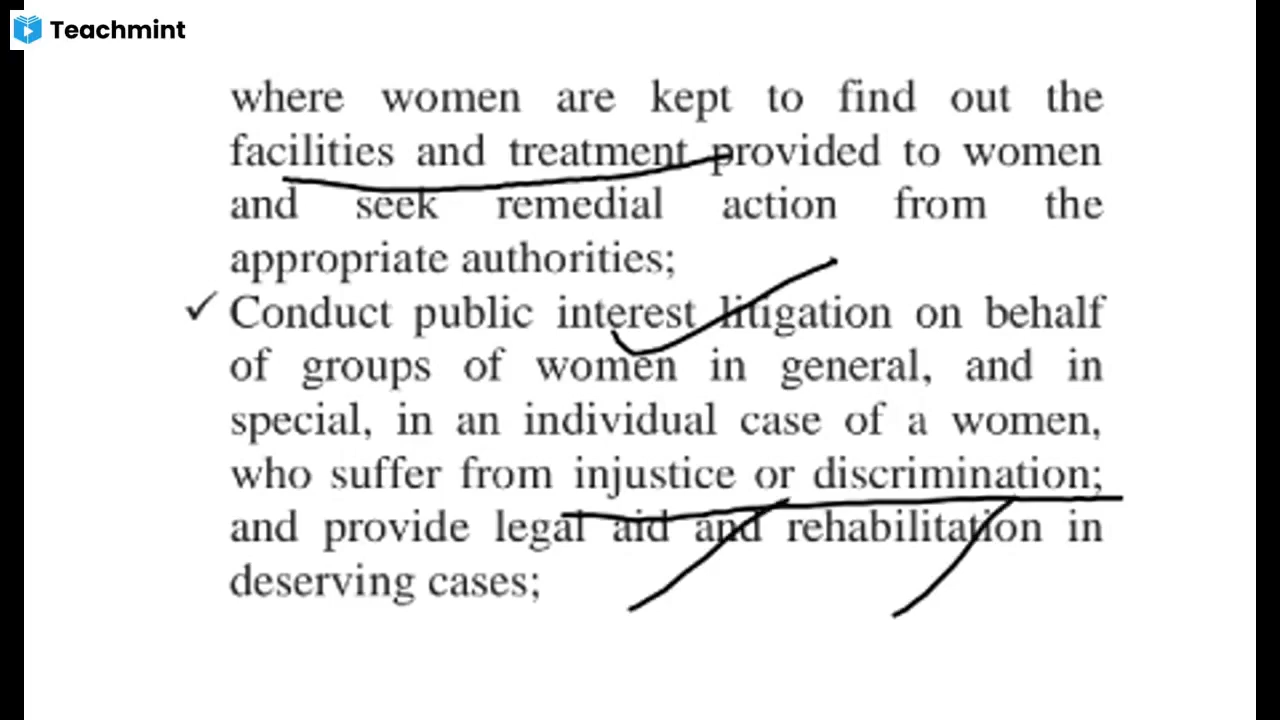 Teachmint
where women are kept to find out the
facilities and treatment provided to women
and seek remedial action from the
appropriate authorities;
✓ Conduct public interest litigation on behalf
of groups of women in general, and in
special, in an individual case of a women,
who suffer from injustice or discrimination;
and provide legal aid and rehabilitation in
deserving cases;